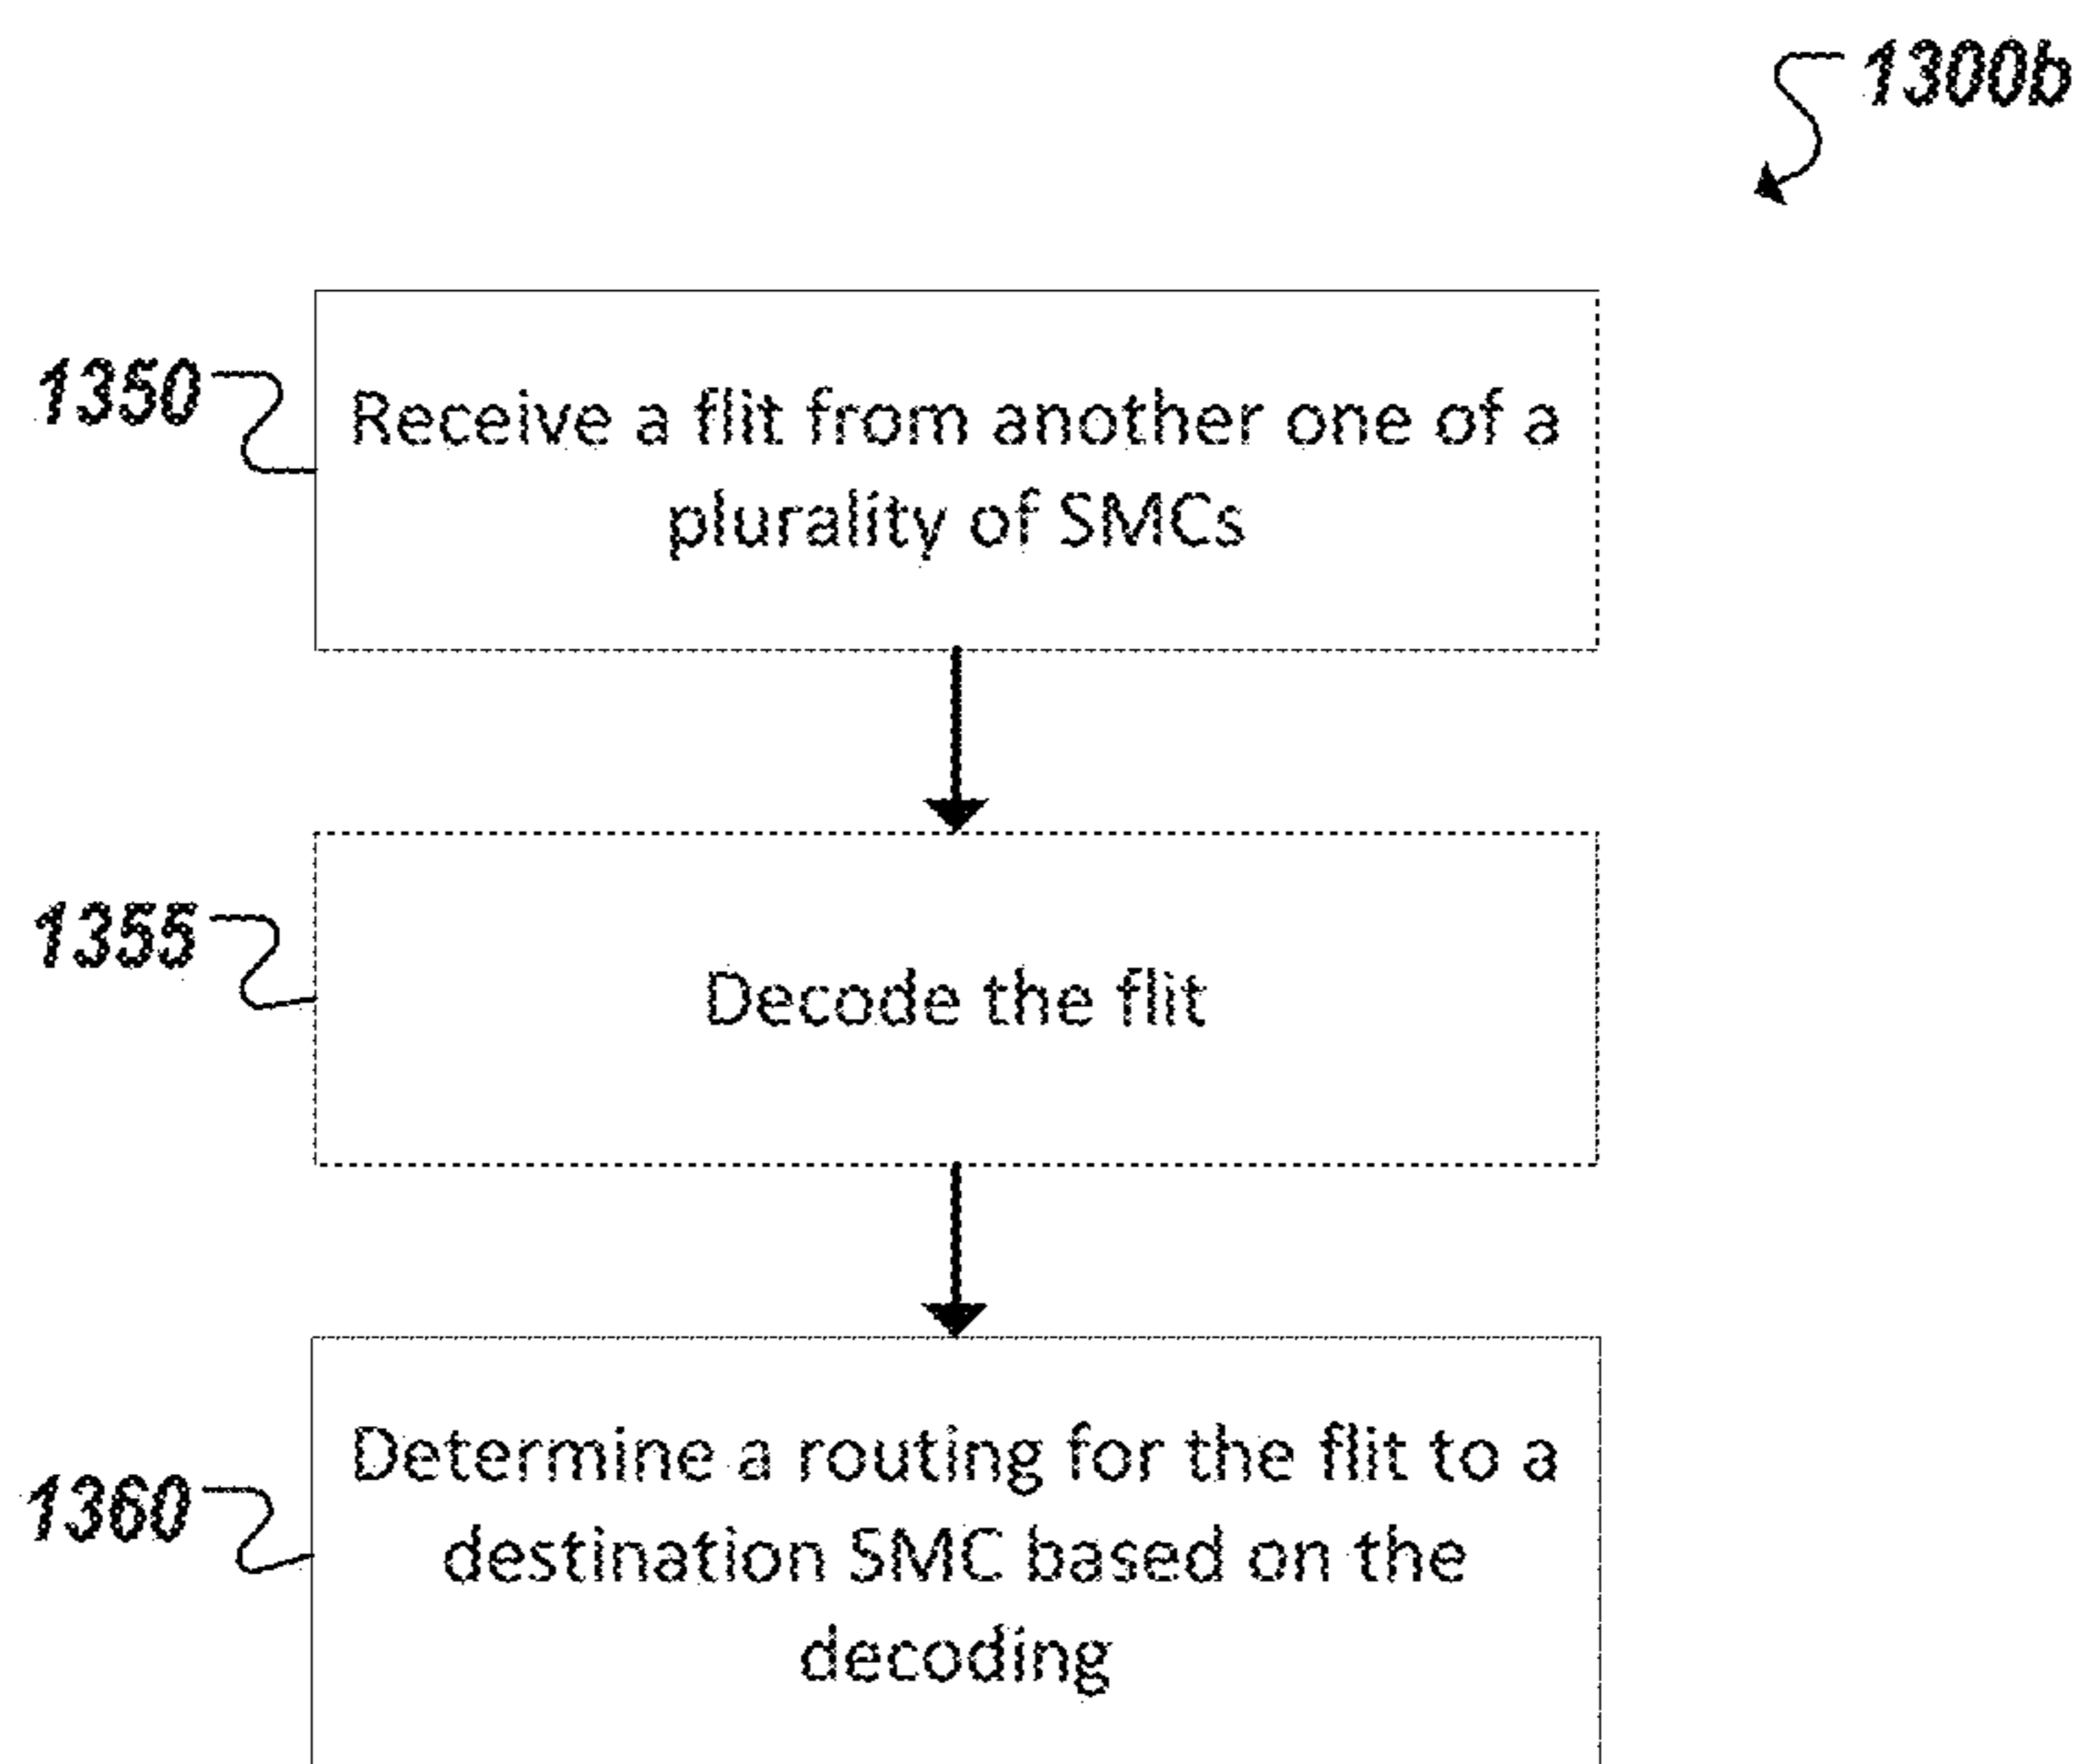 1300b
1350
Receive a flit from another one of a
plurality of SMCs
1355
Decode the flit
1360
Determine a routing for the flit to a
destination SMC based on the
decoding